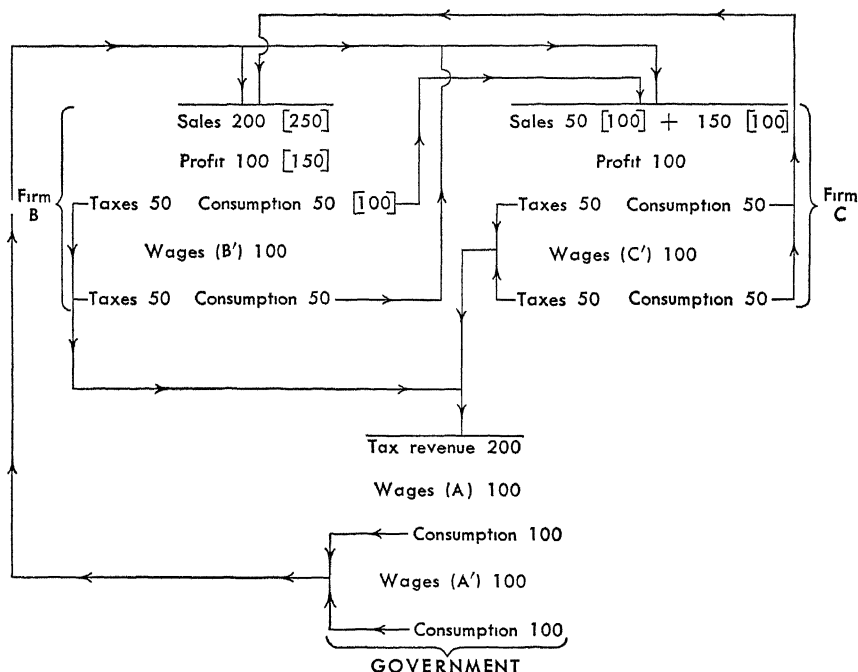 Sales 200 [250]
Sales 50 [100] + 150 [100]
Profit 100 [150]
Profit 100
Firm B
Taxes 50 Consumption 50 [100]
Taxes 50 Consumption 50
Firm C
Wages (B′) 100
Wages (C′) 100
Taxes 50 Consumption 50
Taxes 50 Consumption 50
Tax revenue 200
Wages (A) 100
Consumption 100
Wages (A′) 100
Consumption 100
GOVERNMENT